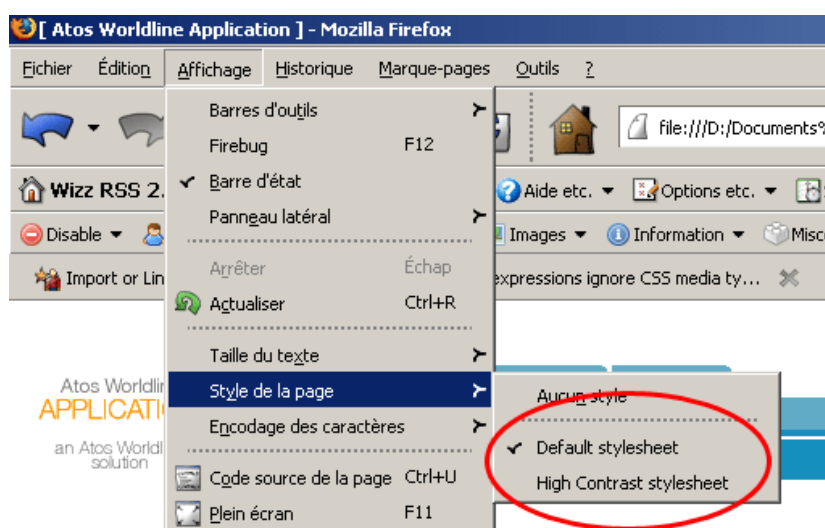 [ Atos Worldline Application ] - Mozilla Firefox
Fichier Édition Affichage Historique Marque-pages Outils ?
Barres d'outils
Firebug F12
file:///D:/Documents%
Barre d'état
Wizz RSS 2.
Aide etc. Options etc.
Panneau latéral
Disable
Images Information Misc
Arrêter Échap
Import or Lin
expressions ignore CSS media ty...
Actualiser Ctrl+R
Taille du texte
Style de la page
Aucun style
Encodage des caractères
Default stylesheet
Code source de la page Ctrl+U
High Contrast stylesheet
Plein écran F11
Atos Worldlin
APPLICATI
an Atos Worldl
solution